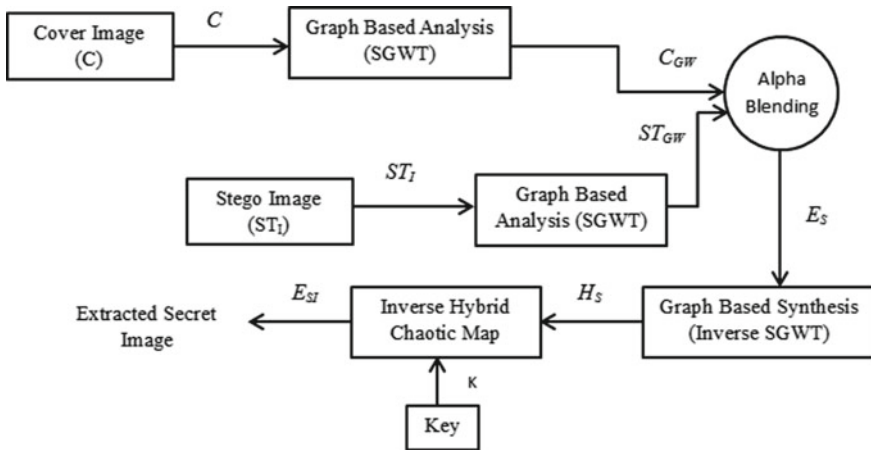 Cover Image
(C)
C
Graph Based Analysis
(SGWT)
C_GW
Alpha
Blending
ST_GW
Stego Image
(ST_I)
ST_I
Graph Based
Analysis (SGWT)
E_S
Extracted Secret
Image
E_SI
Inverse Hybrid
Chaotic Map
H_S
Graph Based Synthesis
(Inverse SGWT)
K
Key